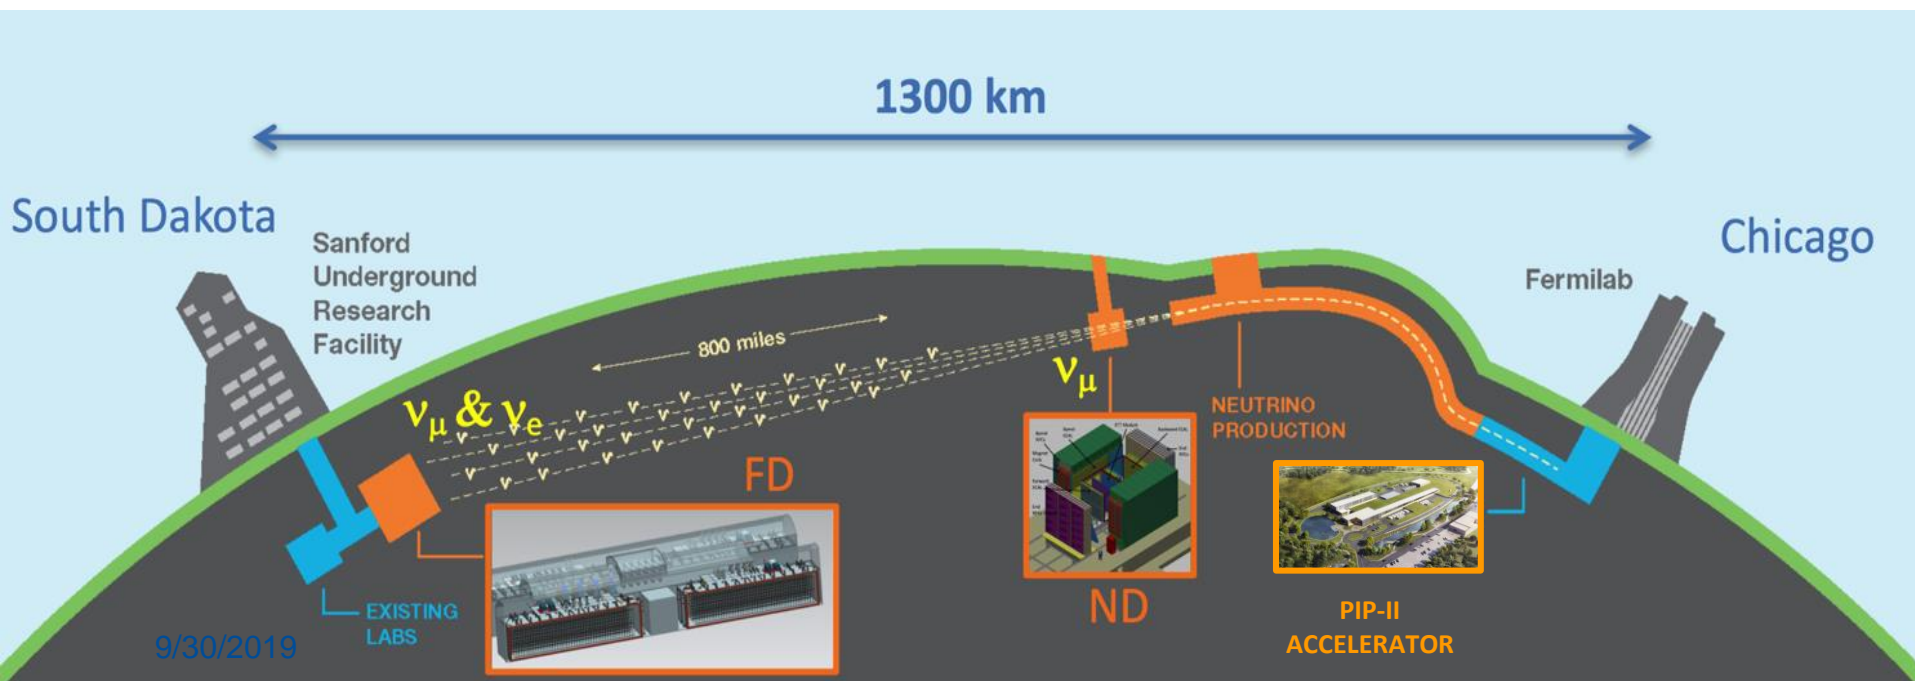 1300 km
South Dakota
Chicago
Sanford
Underground
Research
Facility
Fermilab
800 miles
νμ & νe
νμ
NEUTRINO
PRODUCTION
FD
ND
PIP-II
ACCELERATOR
EXISTING
LABS
9/30/2019